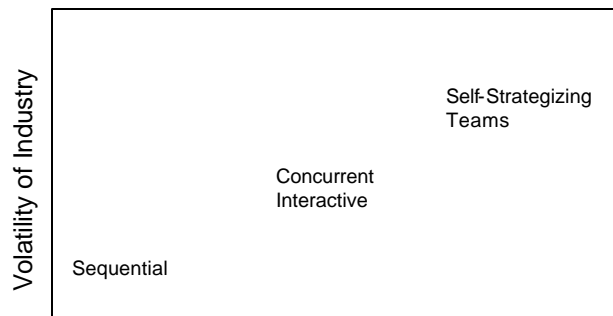 Volatility of Industry
Self-Strategizing
Teams
Concurrent
Interactive
Sequential